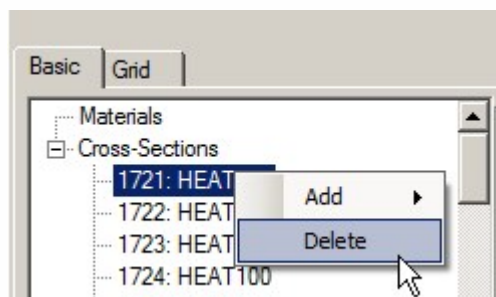 Basic Grid
Materials
Cross-Sections
1721: HEAT
Add
1722: HEAT
Delete
1723: HEAT
1724: HEAT100